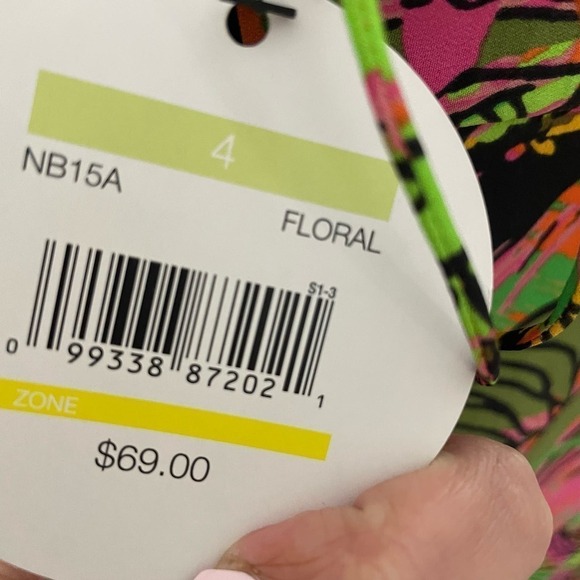 4
NB15A
FLORAL
S1-3
0 99338 87202 1
ZONE
$69.00